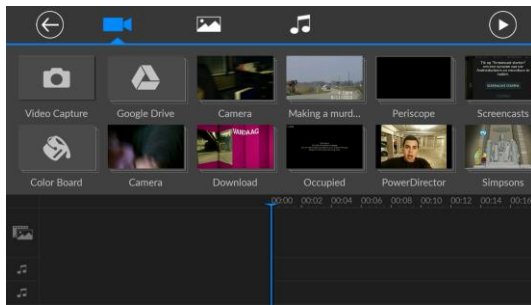 Video Capture
Google Drive
Camera
Making a murd...
Periscope
Screencasts
VANDAAG
Color Board
Camera
Download
Occupied
PowerDirector
Simpsons
00:00 00:02 00:04 00:06 00:08 00:10 00:12 00:14 00:16